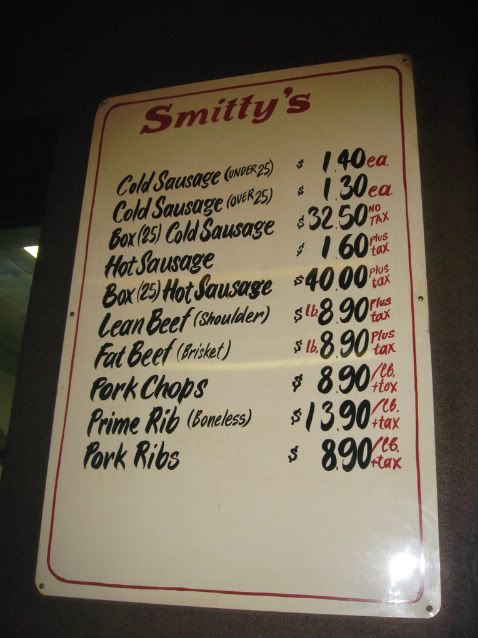 Smitty's
Cold Sausage (UNDER 25) $ 1.40 ea.
Cold Sausage (OVER 25) $ 1.30 ea.
Box (25) Cold Sausage $ 32.50 NO TAX
Hot Sausage $ 1.60 Plus tax
Box (25) Hot Sausage $ 40.00 Plus tax
Lean Beef (Shoulder) $ lb 8.90 Plus tax
Fat Beef (Brisket) $ lb. 8.90 Plus tax
Pork Chops $ 8.90 /lb. +tax
Prime Rib (Boneless) $ 13.90 /lb. +tax
Pork Ribs $ 8.90 /lb. +tax